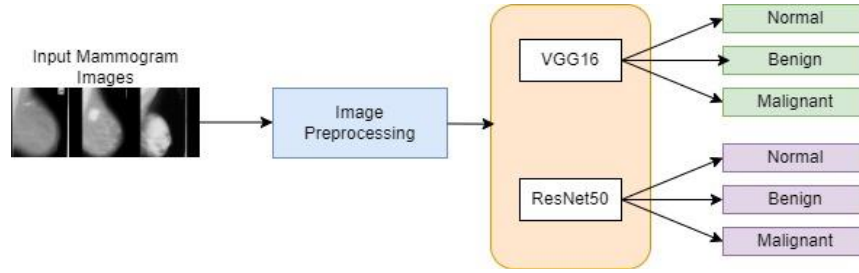 Input Mammogram
Images
Image
Preprocessing
VGG16
Normal
Benign
Malignant
ResNet50
Normal
Benign
Malignant